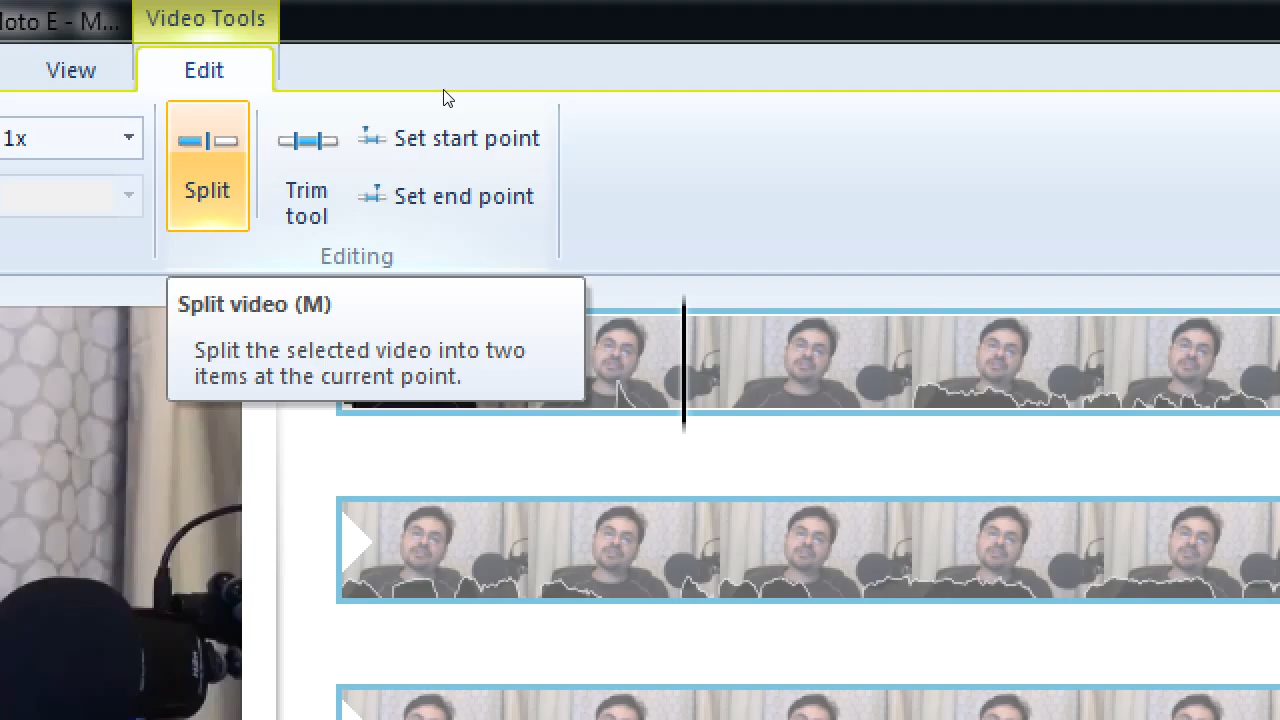 loto E - M...
Video Tools
View
Edit
1x
Split
Trim
tool
Set start point
Set end point
Editing
Split video (M)
Split the selected video into two
items at the current point.